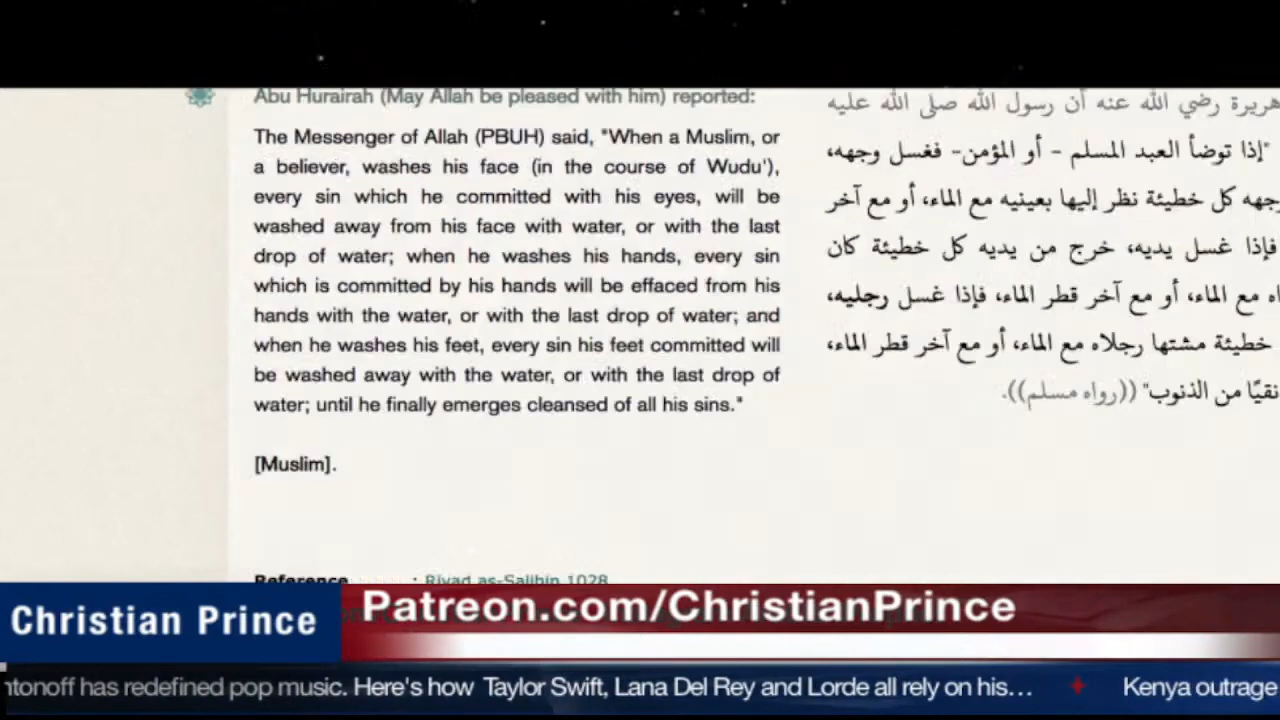 Abu Hurairah (May Allah be pleased with him) reported:
The Messenger of Allah (PBUH) said, "When a Muslim, or
a believer, washes his face (in the course of Wudu'),
every sin which he committed with his eyes, will be
washed away from his face with water, or with the last
drop of water; when he washes his hands, every sin
which is committed by his hands will be effaced from his
hands with the water, or with the last drop of water; and
when he washes his feet, every sin his feet committed will
be washed away with the water, or with the last drop of
water; until he finally emerges cleansed of all his sins."
[Muslim].
هريرة رضي الله عنه أن رسول الله صلى الله عليه
"إذا توضأ العبد المسلم - أو المؤمن- فغسل وجهه،
جهه كل خطيئة نظر إليها بعينيه مع الماء، أو مع آخر
فإذا غسل يديه، خرج من يديه كل خطيئة كان
اه مع الماء، أو مع آخر قطر الماء، فإذا غسل رجليه،
خطيئة مشتها رجلاه مع الماء، أو مع آخر قطر الماء،
نقيًا من الذنوب" ((رواه مسلم)).
Reference : Riyad as-Salihin 1028
Christian Prince
Patreon.com/ChristianPrince
ntonoff has redefined pop music. Here's how Taylor Swift, Lana Del Rey and Lorde all rely on his… Kenya outrage